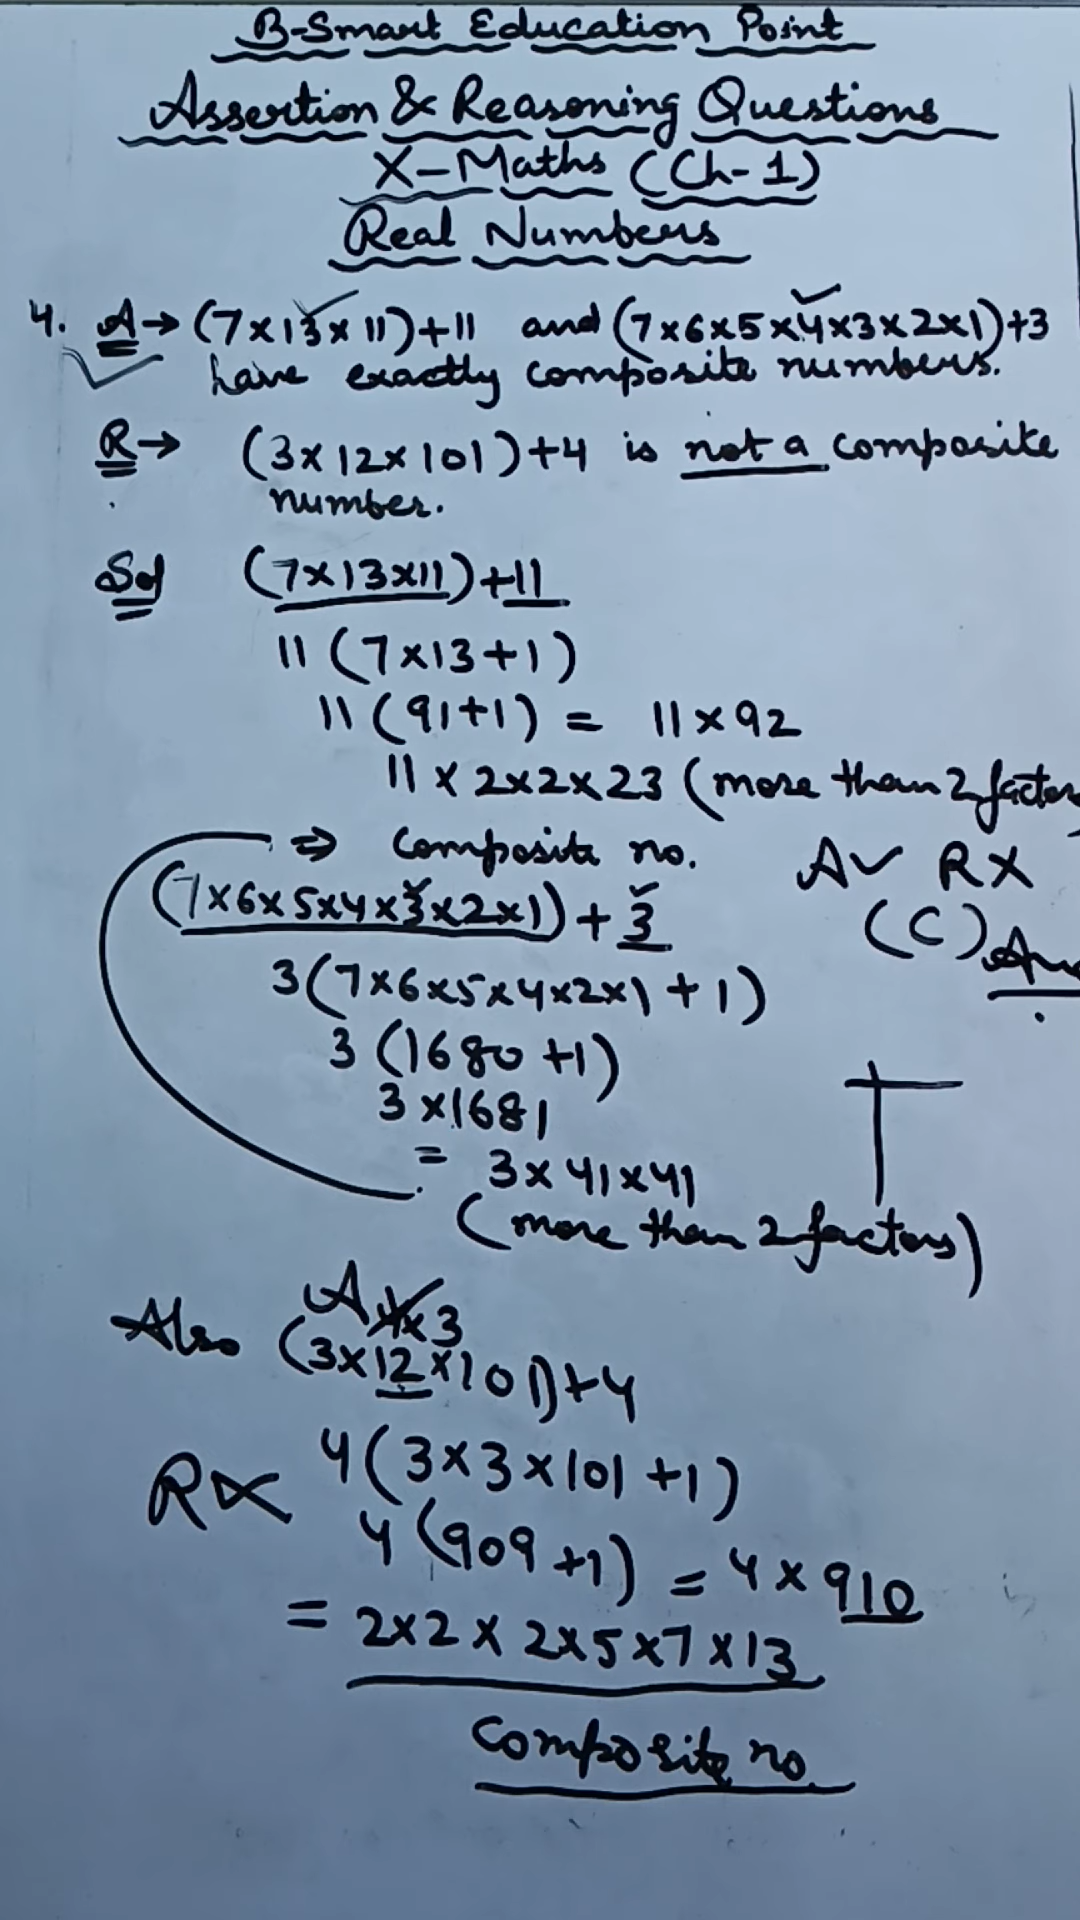 B-Smart Education Point
Assertion & Reasoning Questions
X-Maths (Ch-1)
Real Numbers
4. A→ (7×13×11)+11 and (7×6×5×4×3×2×1)+3
have exactly composite numbers.
R→ (3×12×101)+4 is not a composite
number.
Sol (7×13×11)+11
11(7×13+1)
11(91+1) = 11×92
11×2×2×23 (more than 2 factors
⇒ composite no.
A✓ R×
(7×6×5×4×3×2×1)+3
(C) Ans
3(7×6×5×4×2×1+1)
3(1680+1)
3×1681
= 3×41×41
(more than 2 factors)
A
4×3
Also (3×12×101)+4
4(3×3×101+1)
R×
4(909+1) = 4×910
= 2×2×2×5×7×13
Composite no.